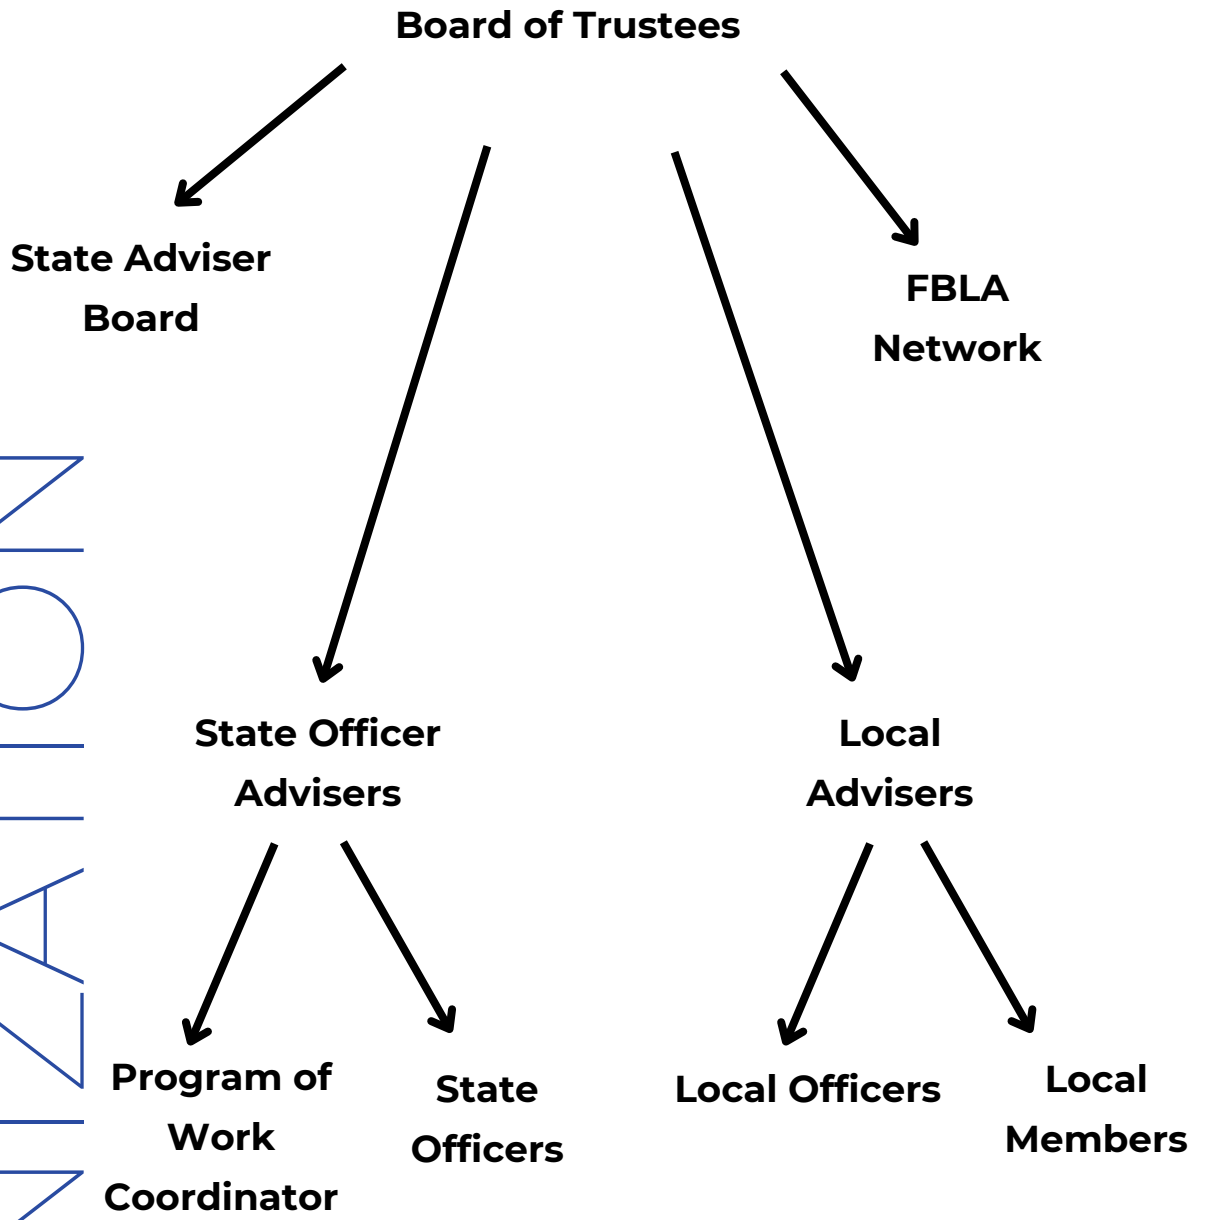 Board of Trustees
State Adviser
Board
FBLA
Network
State Officer
Advisers
Local
Advisers
Program of
Work
Coordinator
State
Officers
Local Officers
Local
Members
NIZATION